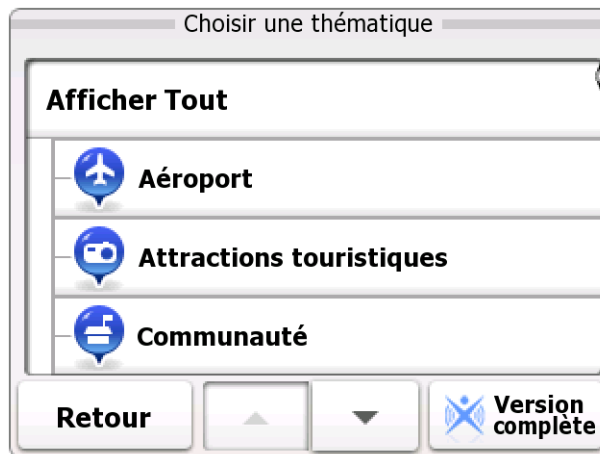 Choisir une thématique
Afficher Tout
Aéroport
Attractions touristiques
Communauté
Retour
Version
complète